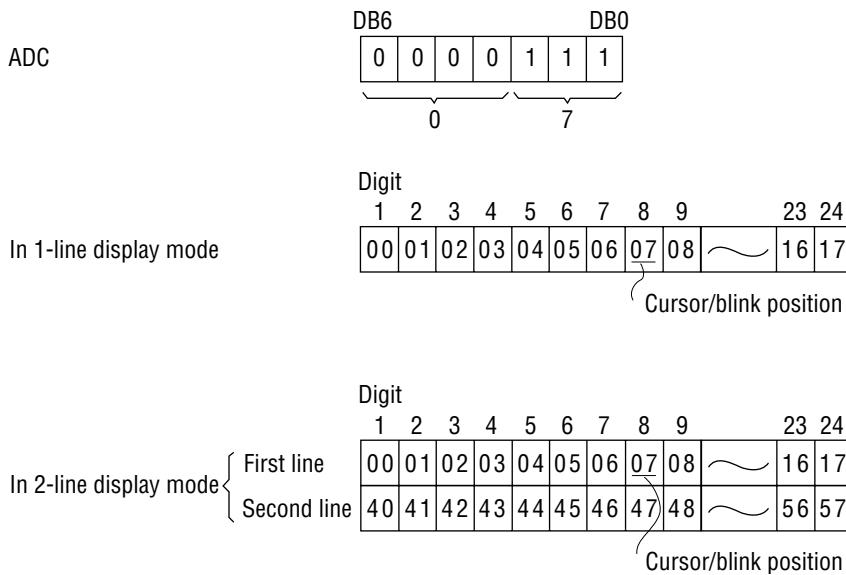 DB6 DB0
ADC 0 0 0 0 1 1 1
0 7
Digit
1 2 3 4 5 6 7 8 9 23 24
In 1-line display mode 00 01 02 03 04 05 06 07 08 16 17
Cursor/blink position
Digit
1 2 3 4 5 6 7 8 9 23 24
First line 00 01 02 03 04 05 06 07 08 16 17
In 2-line display mode
Second line 40 41 42 43 44 45 46 47 48 56 57
Cursor/blink position